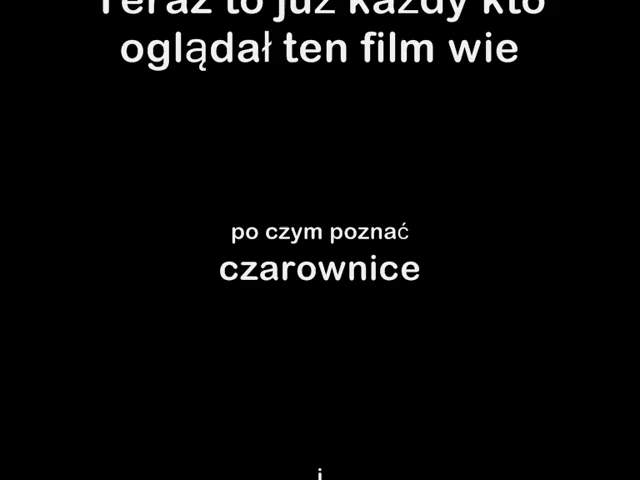 Teraz to już każdy kto
oglądał ten film wie
po czym poznać
czarownice
i